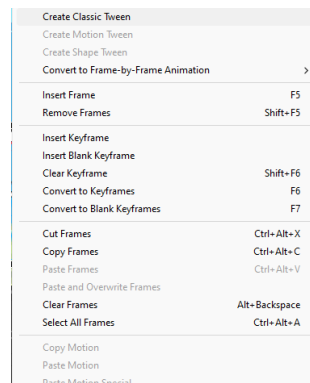 Create Classic Tween
Create Motion Tween
Create Shape Tween
Convert to Frame-by-Frame Animation >
Insert Frame F5
Remove Frames Shift+F5
Insert Keyframe
Insert Blank Keyframe
Clear Keyframe Shift+F6
Convert to Keyframes F6
Convert to Blank Keyframes F7
Cut Frames Ctrl+Alt+X
Copy Frames Ctrl+Alt+C
Paste Frames Ctrl+Alt+V
Paste and Overwrite Frames
Clear Frames Alt+Backspace
Select All Frames Ctrl+Alt+A
Copy Motion
Paste Motion
Paste Motion Special